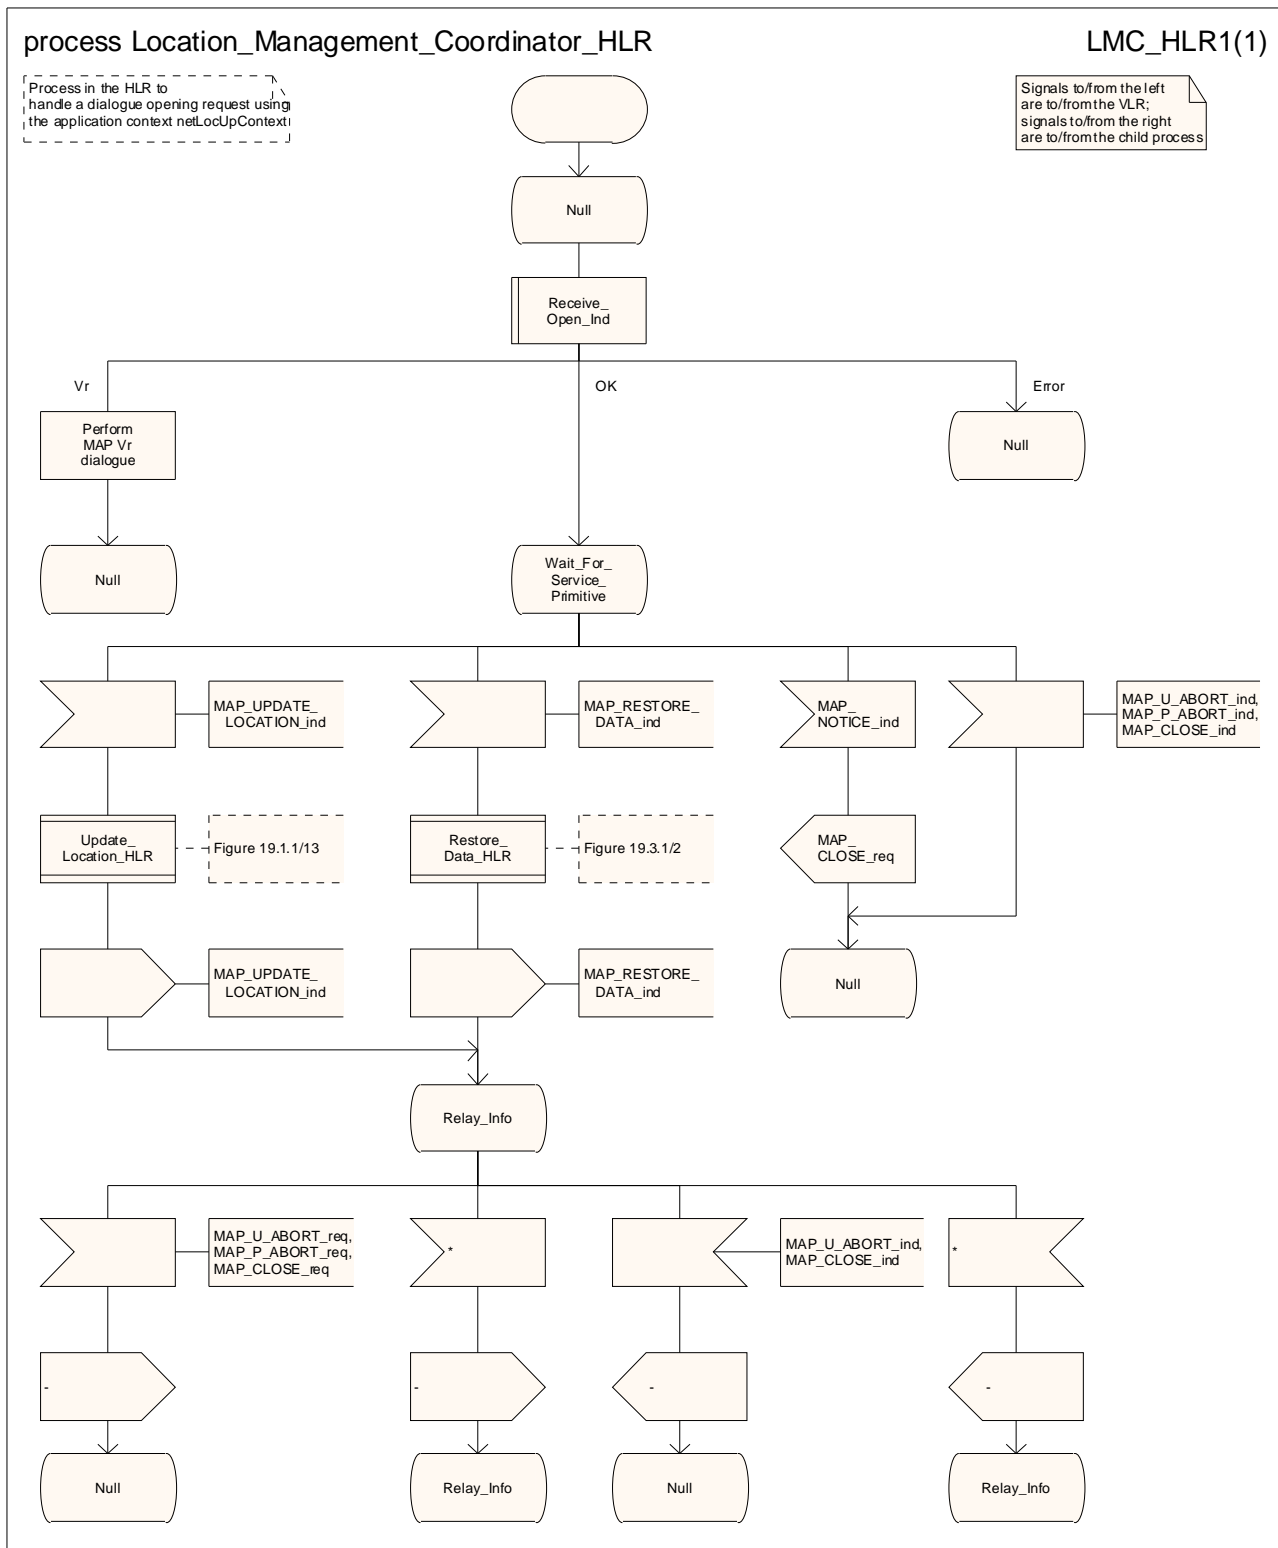 process Location_Management_Coordinator_HLR
LMC_HLR1(1)
Process in the HLR to
handle a dialogue opening request using
the application context netLocUpContext
Signals to/from the left
are to/from the VLR;
signals to/from the right
are to/from the child process
Null
Receive_
Open_Ind
Vr
OK
Error
Perform
MAP Vr
dialogue
Null
Null
Wait_For_
Service_
Primitive
MAP_UPDATE_
LOCATION_ind
MAP_RESTORE_
DATA_ind
MAP_
NOTICE_ind
MAP_U_ABORT_ind,
MAP_P_ABORT_ind,
MAP_CLOSE_ind
Update_
Location_HLR
Figure 19.1.1/13
Restore_
Data_HLR
Figure 19.3.1/2
MAP_
CLOSE_req
MAP_UPDATE_
LOCATION_ind
MAP_RESTORE_
DATA_ind
Null
Relay_Info
MAP_U_ABORT_req,
MAP_P_ABORT_req,
MAP_CLOSE_req
*
MAP_U_ABORT_ind,
MAP_CLOSE_ind
*
-
-
-
-
Null
Relay_Info
Null
Relay_Info